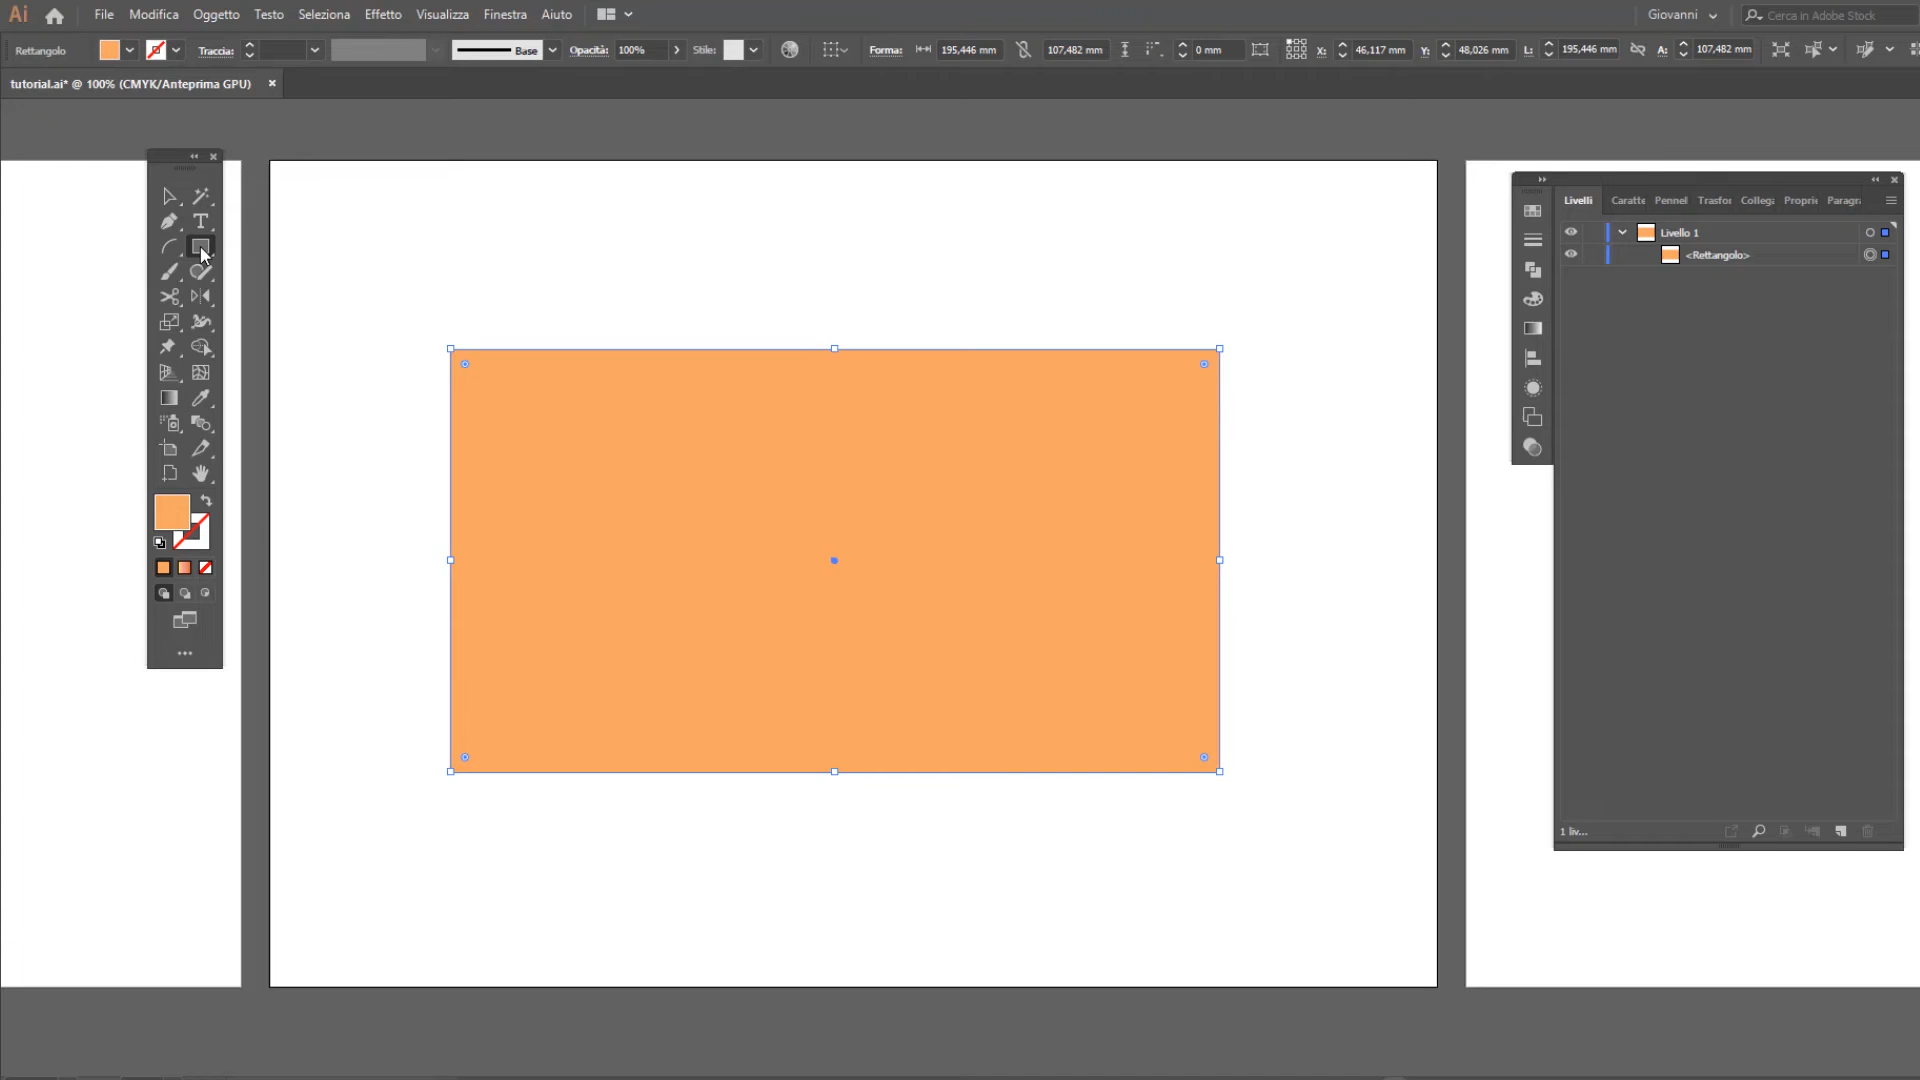 Ai File Modifica Oggetto Testo Seleziona Effetto Visualizza Finestra Aiuto Giovanni Cerca in Adobe Stock
Rettangolo Traccia: Base Opacità: 100% Stile: Forma: 195,446 mm 107,482 mm 0 mm X: 46,117 mm Y: 48,026 mm L: 195,446 mm A: 107,482 mm
tutorial.ai* @ 100% (CMYK/Anteprima GPU)
Livelli Caratte Pennel Trasfor Collega Proprie Paragra
Livello 1
<Rettangolo>
1 liv...